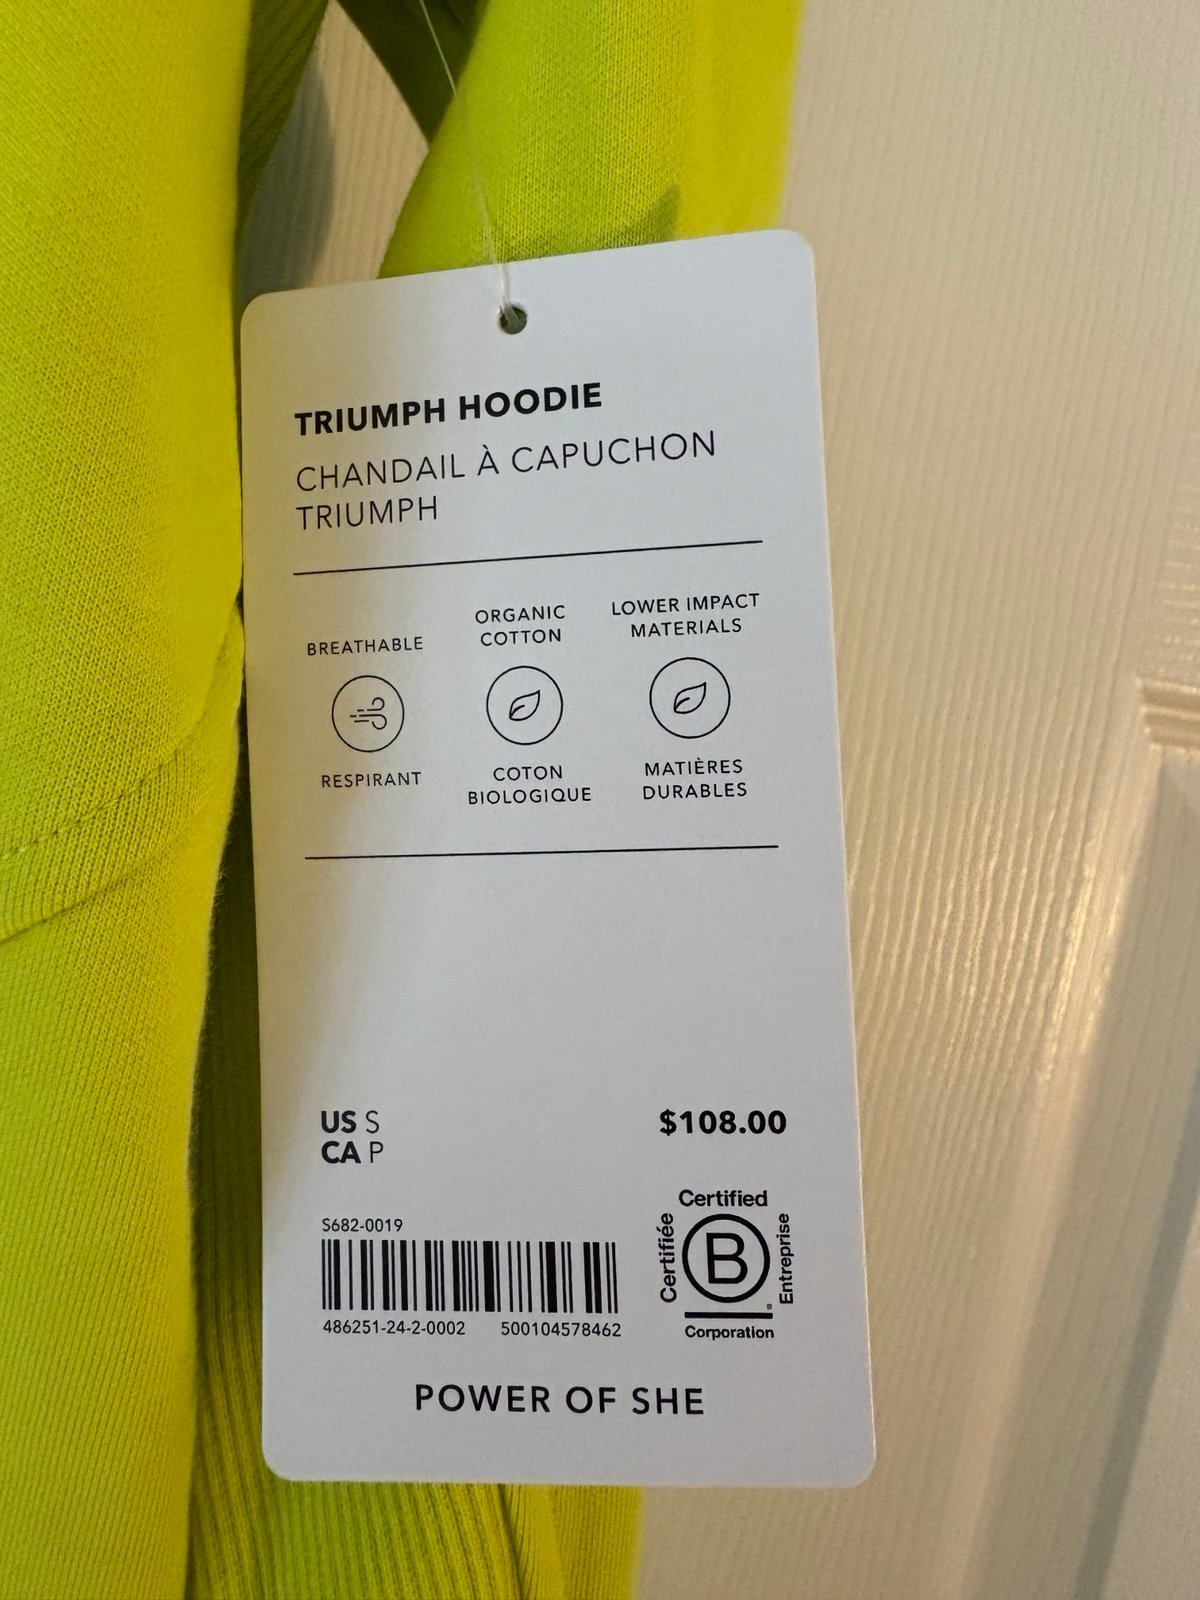 TRIUMPH HOODIE
CHANDAIL À CAPUCHON
TRIUMPH
BREATHABLE
RESPIRANT
ORGANIC
COTTON
COTON
BIOLOGIQUE
LOWER IMPACT
MATERIALS
MATIÈRES
DURABLES
US S
CA P
$108.00
S682-0019
486251-24-2-0002 500104578462
Certified
Certifiée
B
Entreprise
®
Corporation
POWER OF SHE